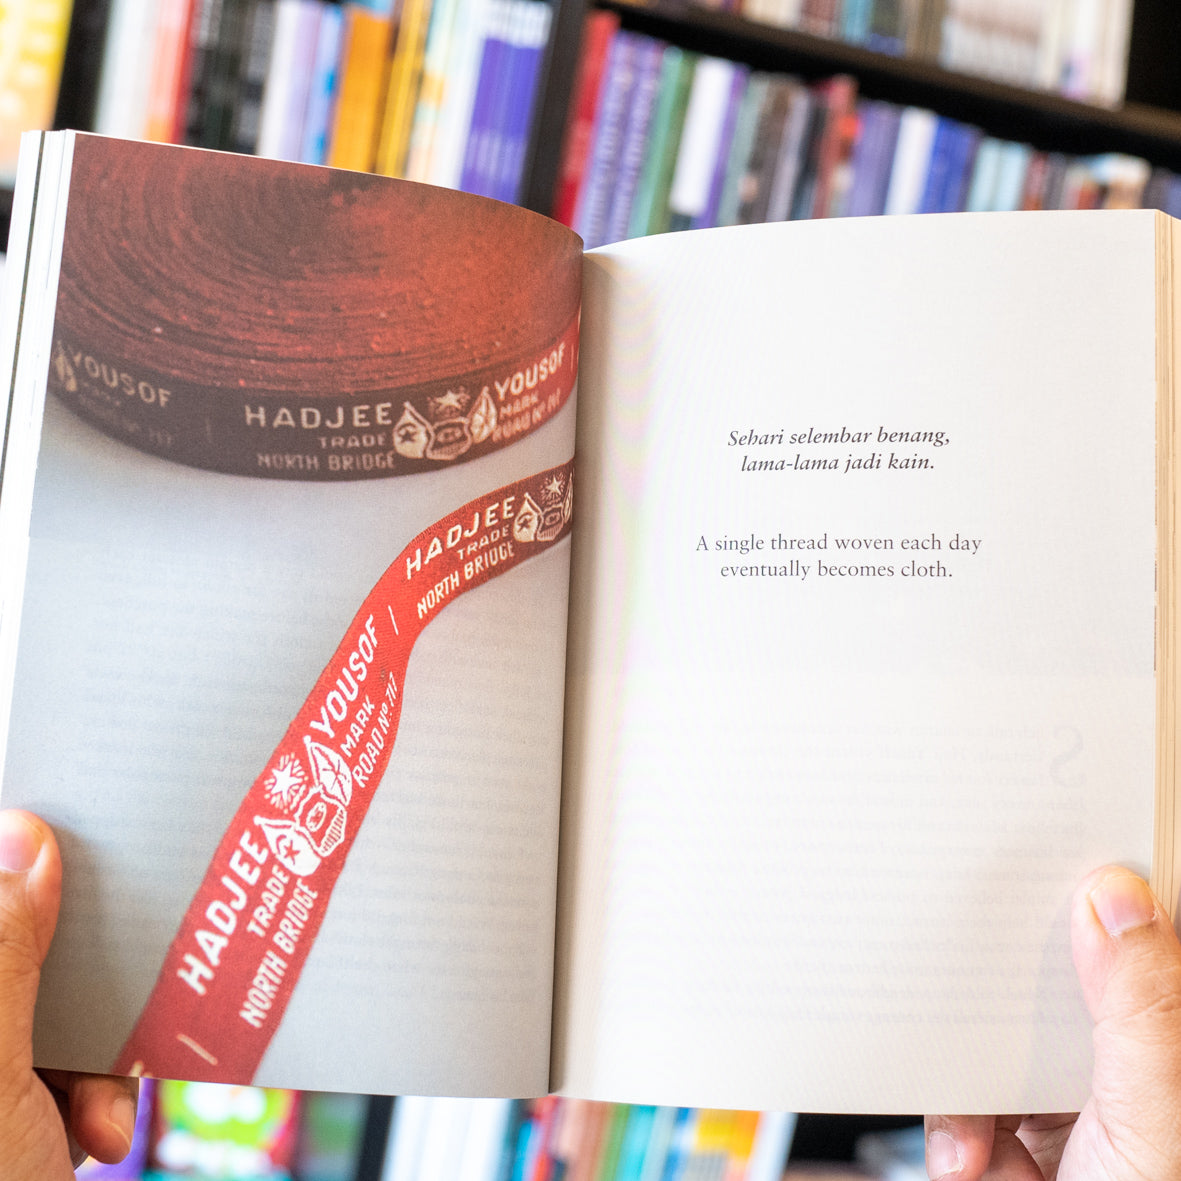 YOUSOF
HADJEE
TRADE
NORTH BRIDGE
YOUSOF
MARK
ROAD Nº 717
HADJEE
TRADE
NORTH BRIDGE
YOUSOF
MARK
ROAD Nº 717
HADJEE
TRADE
NORTH BRIDGE
Sehari selembar benang,
lama-lama jadi kain.
A single thread woven each day
eventually becomes cloth.